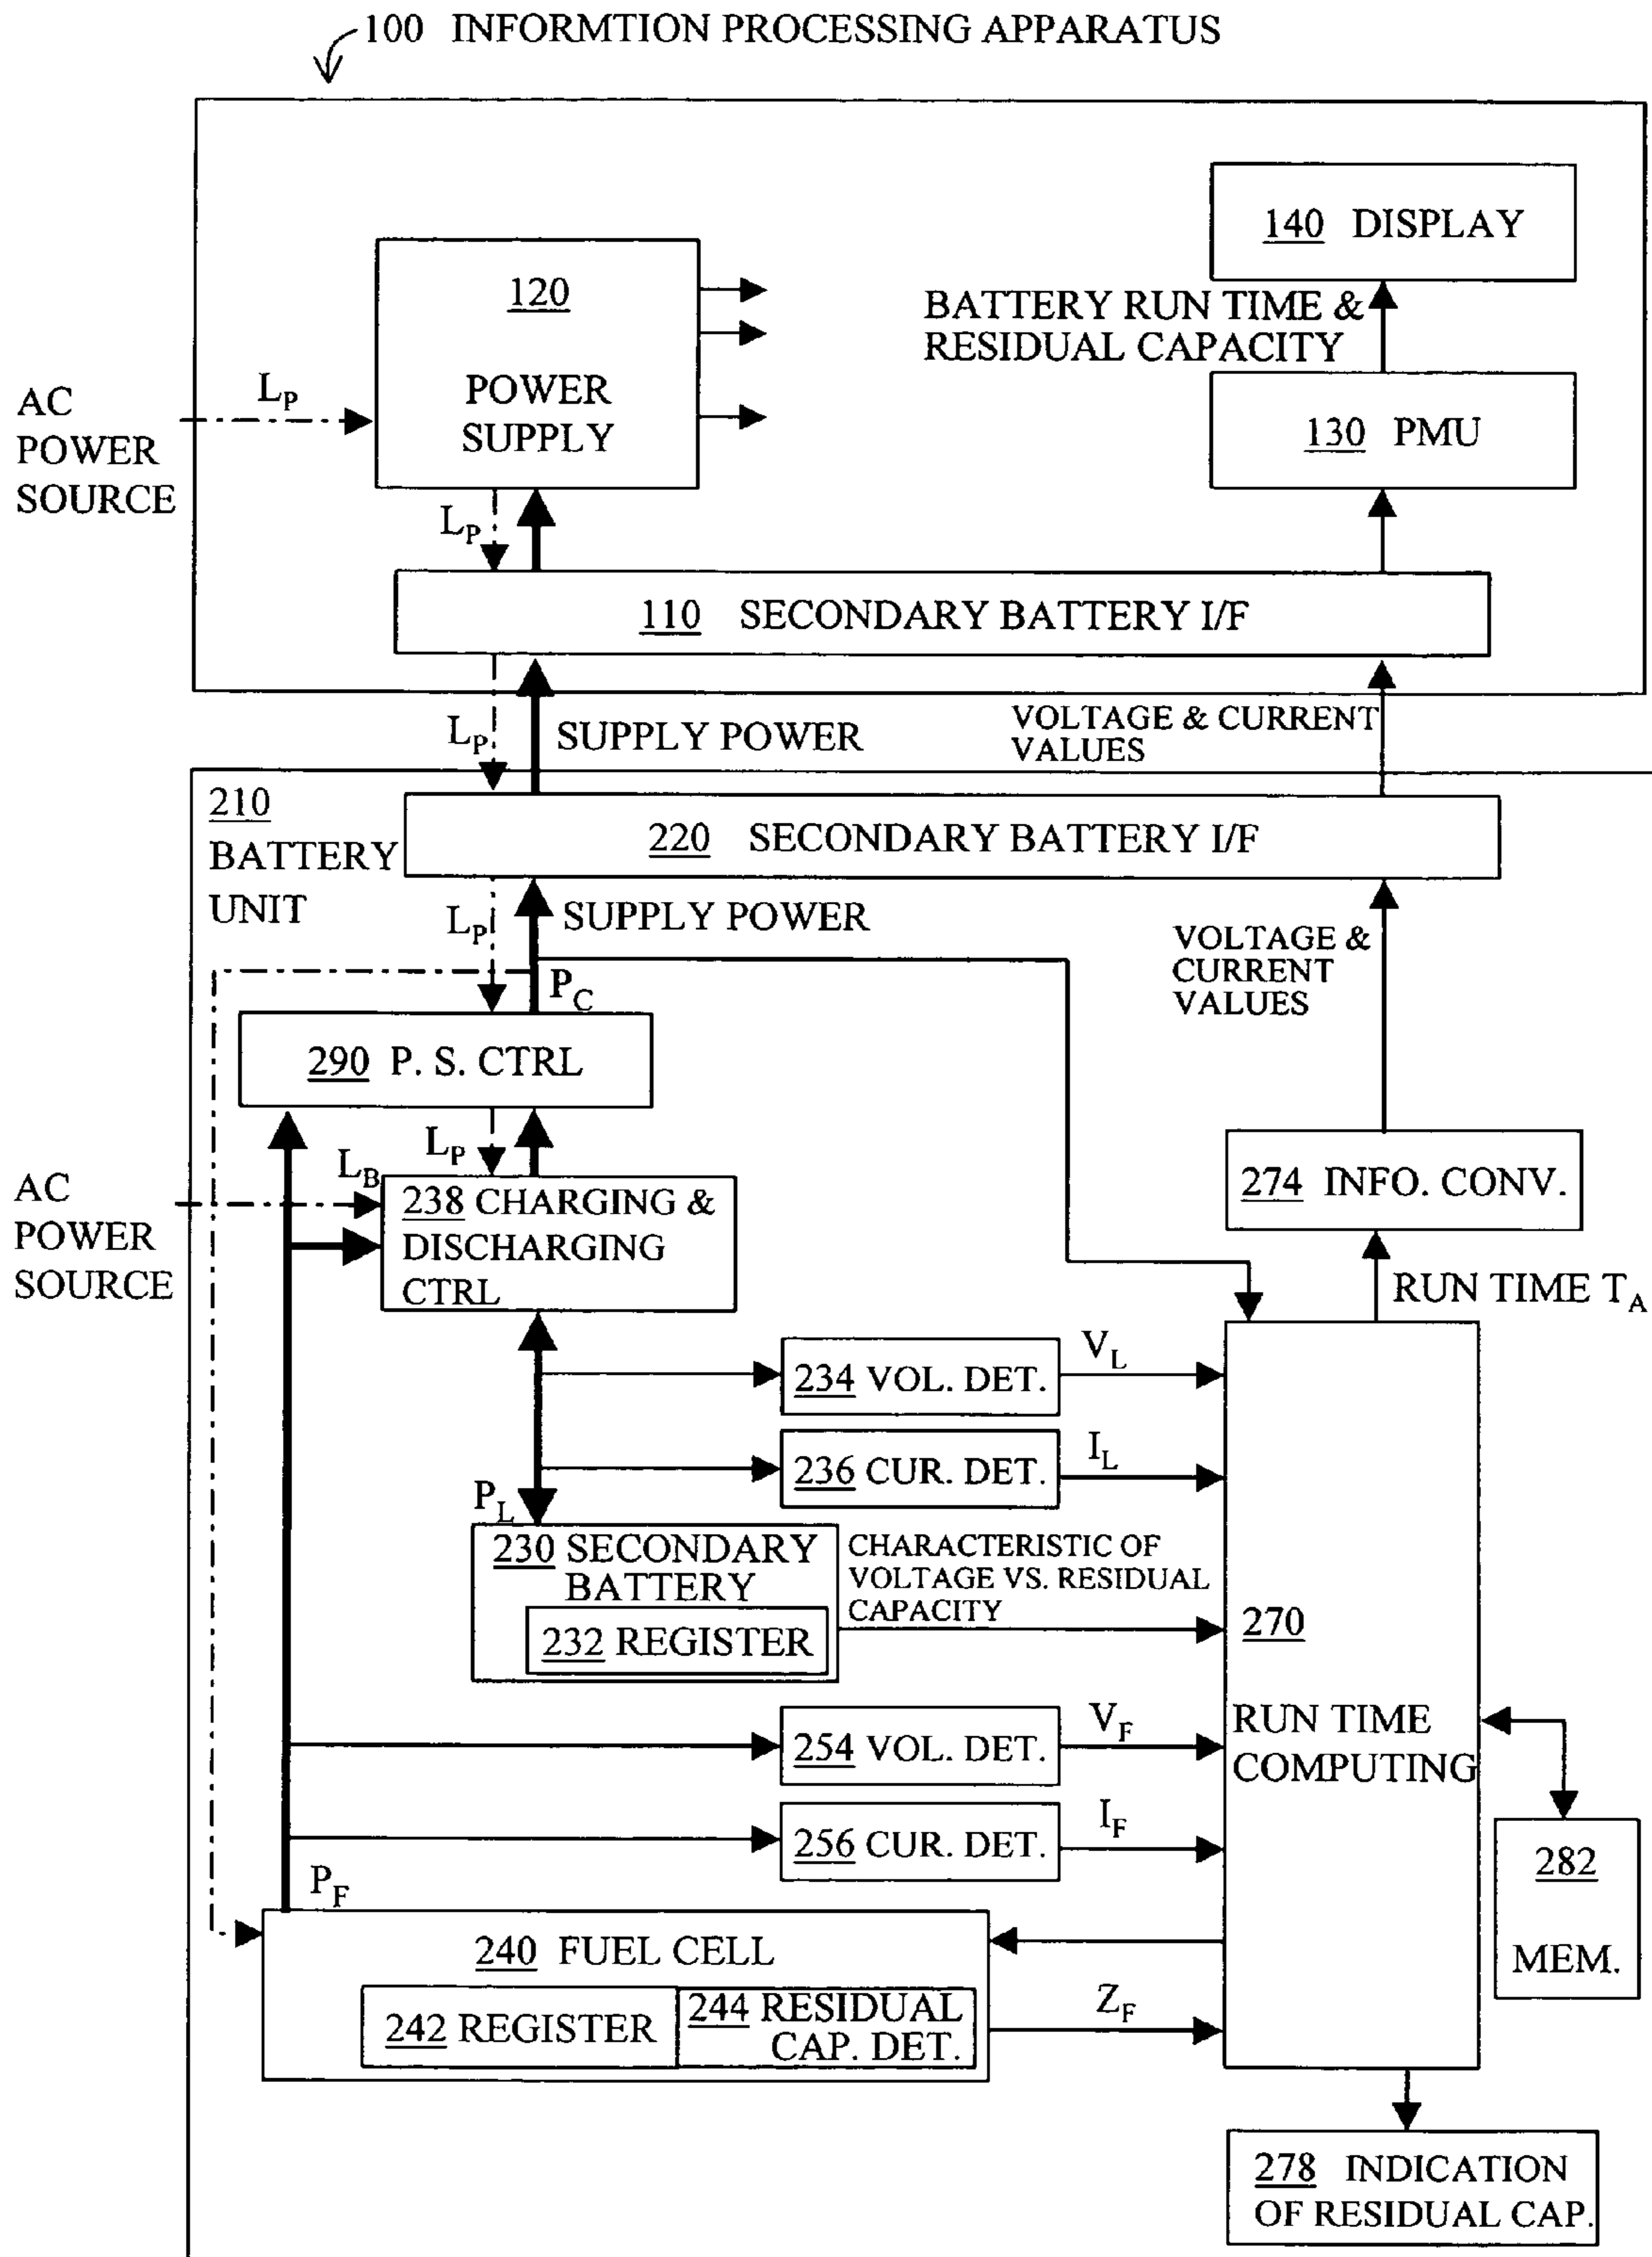 100 INFORMTION PROCESSING APPARATUS
140 DISPLAY
120
POWER
SUPPLY
BATTERY RUN TIME &
RESIDUAL CAPACITY
130 PMU
AC
POWER
SOURCE
LP
LP
110 SECONDARY BATTERY I/F
LP
SUPPLY POWER
VOLTAGE & CURRENT
VALUES
210
BATTERY
UNIT
220 SECONDARY BATTERY I/F
LP
SUPPLY POWER
PC
VOLTAGE &
CURRENT
VALUES
290 P. S. CTRL
LP
LB
AC
POWER
SOURCE
238 CHARGING &
DISCHARGING
CTRL
274 INFO. CONV.
RUN TIME TA
234 VOL. DET.
VL
236 CUR. DET.
IL
PL
230 SECONDARY
BATTERY
232 REGISTER
CHARACTERISTIC OF
VOLTAGE VS. RESIDUAL
CAPACITY
270
RUN TIME
COMPUTING
254 VOL. DET.
VF
256 CUR. DET.
IF
PF
282
MEM.
240 FUEL CELL
242 REGISTER
244 RESIDUAL
CAP. DET.
ZF
278 INDICATION
OF RESIDUAL CAP.